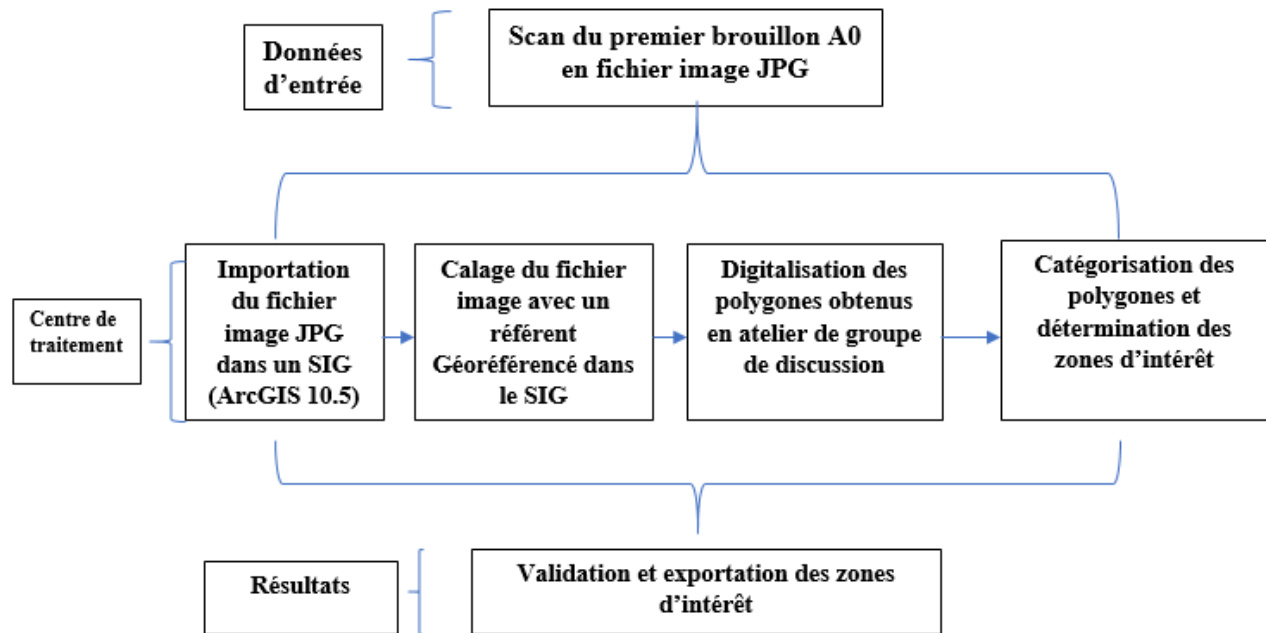 Données
d’entrée
Scan du premier brouillon A0
en fichier image JPG
Centre de
traitement
Importation
du fichier
image JPG
dans un SIG
(ArcGIS 10.5)
Calage du fichier
image avec un
référent
Géoréférencé dans
le SIG
Digitalisation des
polygones obtenus
en atelier de groupe
de discussion
Catégorisation des
polygones et
détermination des
zones d’intérêt
Résultats
Validation et exportation des zones
d’intérêt